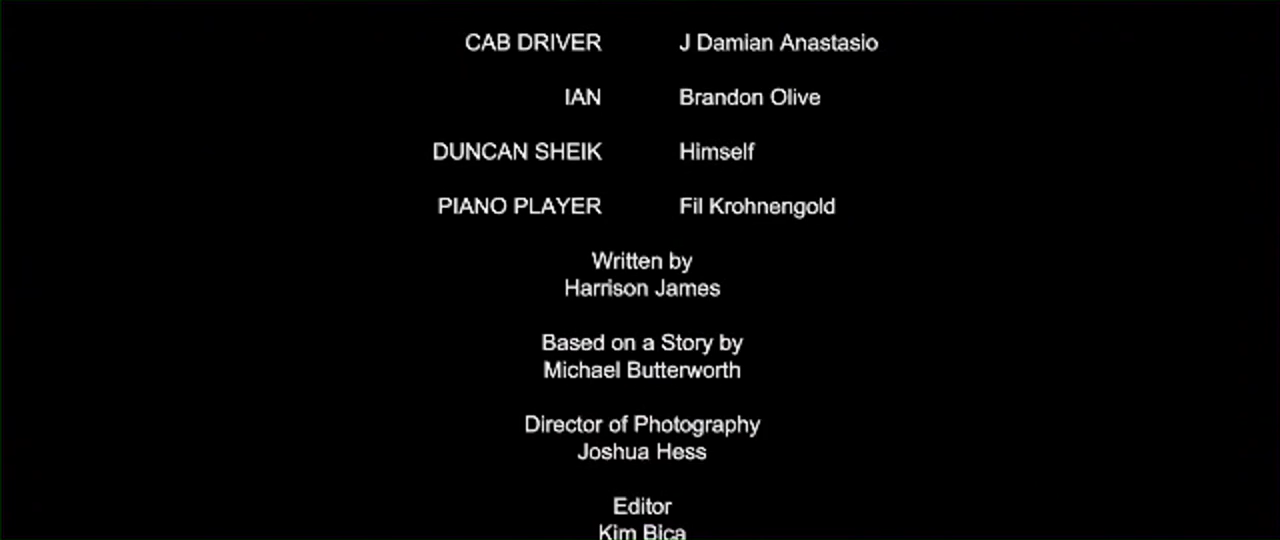 CAB DRIVER J Damian Anastasio
IAN Brandon Olive
DUNCAN SHEIK Himself
PIANO PLAYER Fil Krohnengold
Written by
Harrison James
Based on a Story by
Michael Butterworth
Director of Photography
Joshua Hess
Editor
Kim Bica